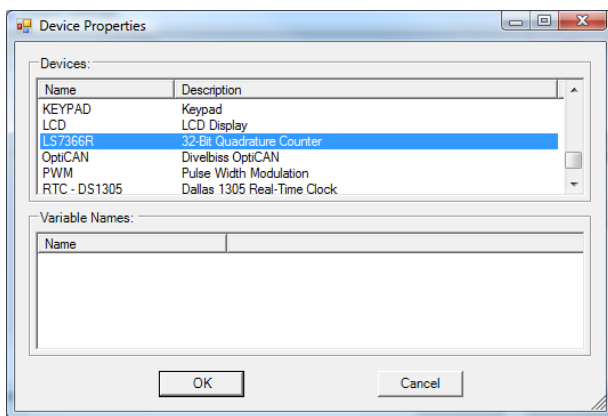 Device Properties
Devices:
Name Description
KEYPAD Keypad
LCD LCD Display
LS7366R 32-Bit Quadrature Counter
OptiCAN Divelbiss OptiCAN
PWM Pulse Width Modulation
RTC - DS1305 Dallas 1305 Real-Time Clock
Variable Names:
Name
OK Cancel